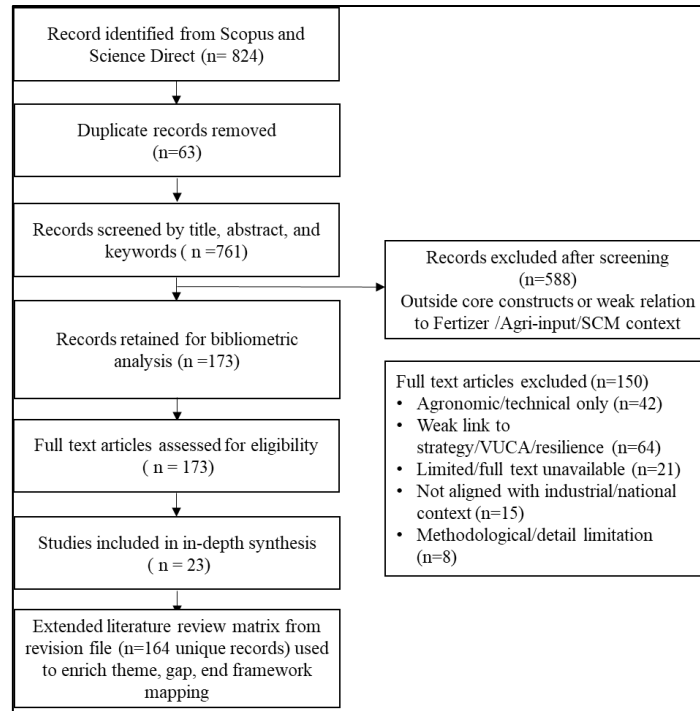 Record identified from Scopus and
Science Direct (n= 824)
Duplicate records removed
(n=63)
Records screened by title, abstract, and
keywords ( n =761)
Records excluded after screening
(n=588)
Outside core constructs or weak relation
to Fertizer /Agri-input/SCM context
Records retained for bibliometric
analysis (n =173)
Full text articles assessed for eligibility
( n = 173)
Full text articles excluded (n=150)
• Agronomic/technical only (n=42)
• Weak link to
strategy/VUCA/resilience (n=64)
• Limited/full text unavailable (n=21)
• Not aligned with industrial/national
context (n=15)
• Methodological/detail limitation
(n=8)
Studies included in in-depth synthesis
( n = 23)
Extended literature review matrix from
revision file (n=164 unique records) used
to enrich theme, gap, end framework
mapping